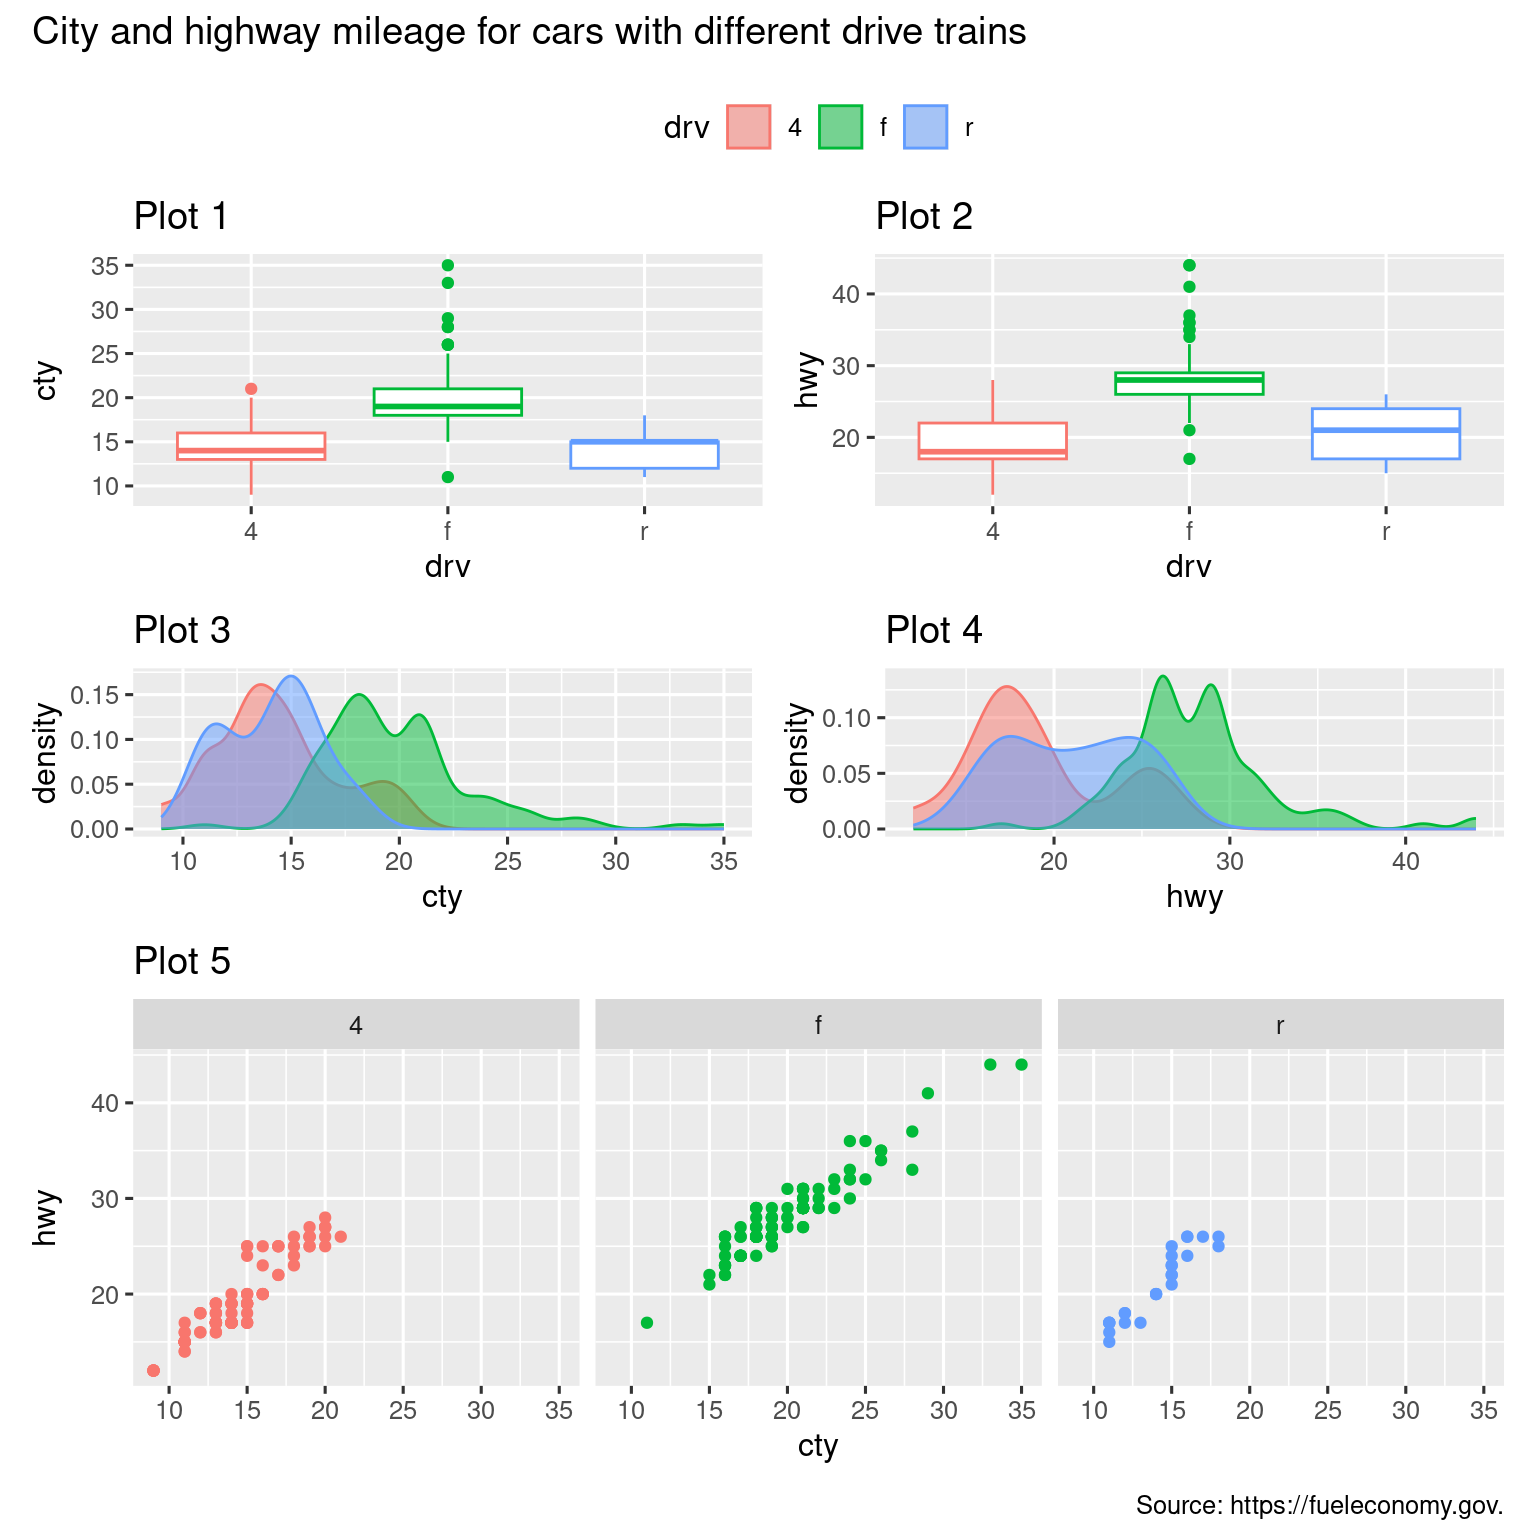 City and highway mileage for cars with different drive trains
drv 4 f r
Plot 1
cty
35
30
25
20
15
10
4 f r
drv
Plot 2
hwy
40
30
20
4 f r
drv
Plot 3
density
0.15
0.10
0.05
0.00
10 15 20 25 30 35
cty
Plot 4
density
0.10
0.05
0.00
20 30 40
hwy
Plot 5
4 f r
hwy
40
30
20
10 15 20 25 30 35 10 15 20 25 30 35 10 15 20 25 30 35
cty
Source: https://fueleconomy.gov.